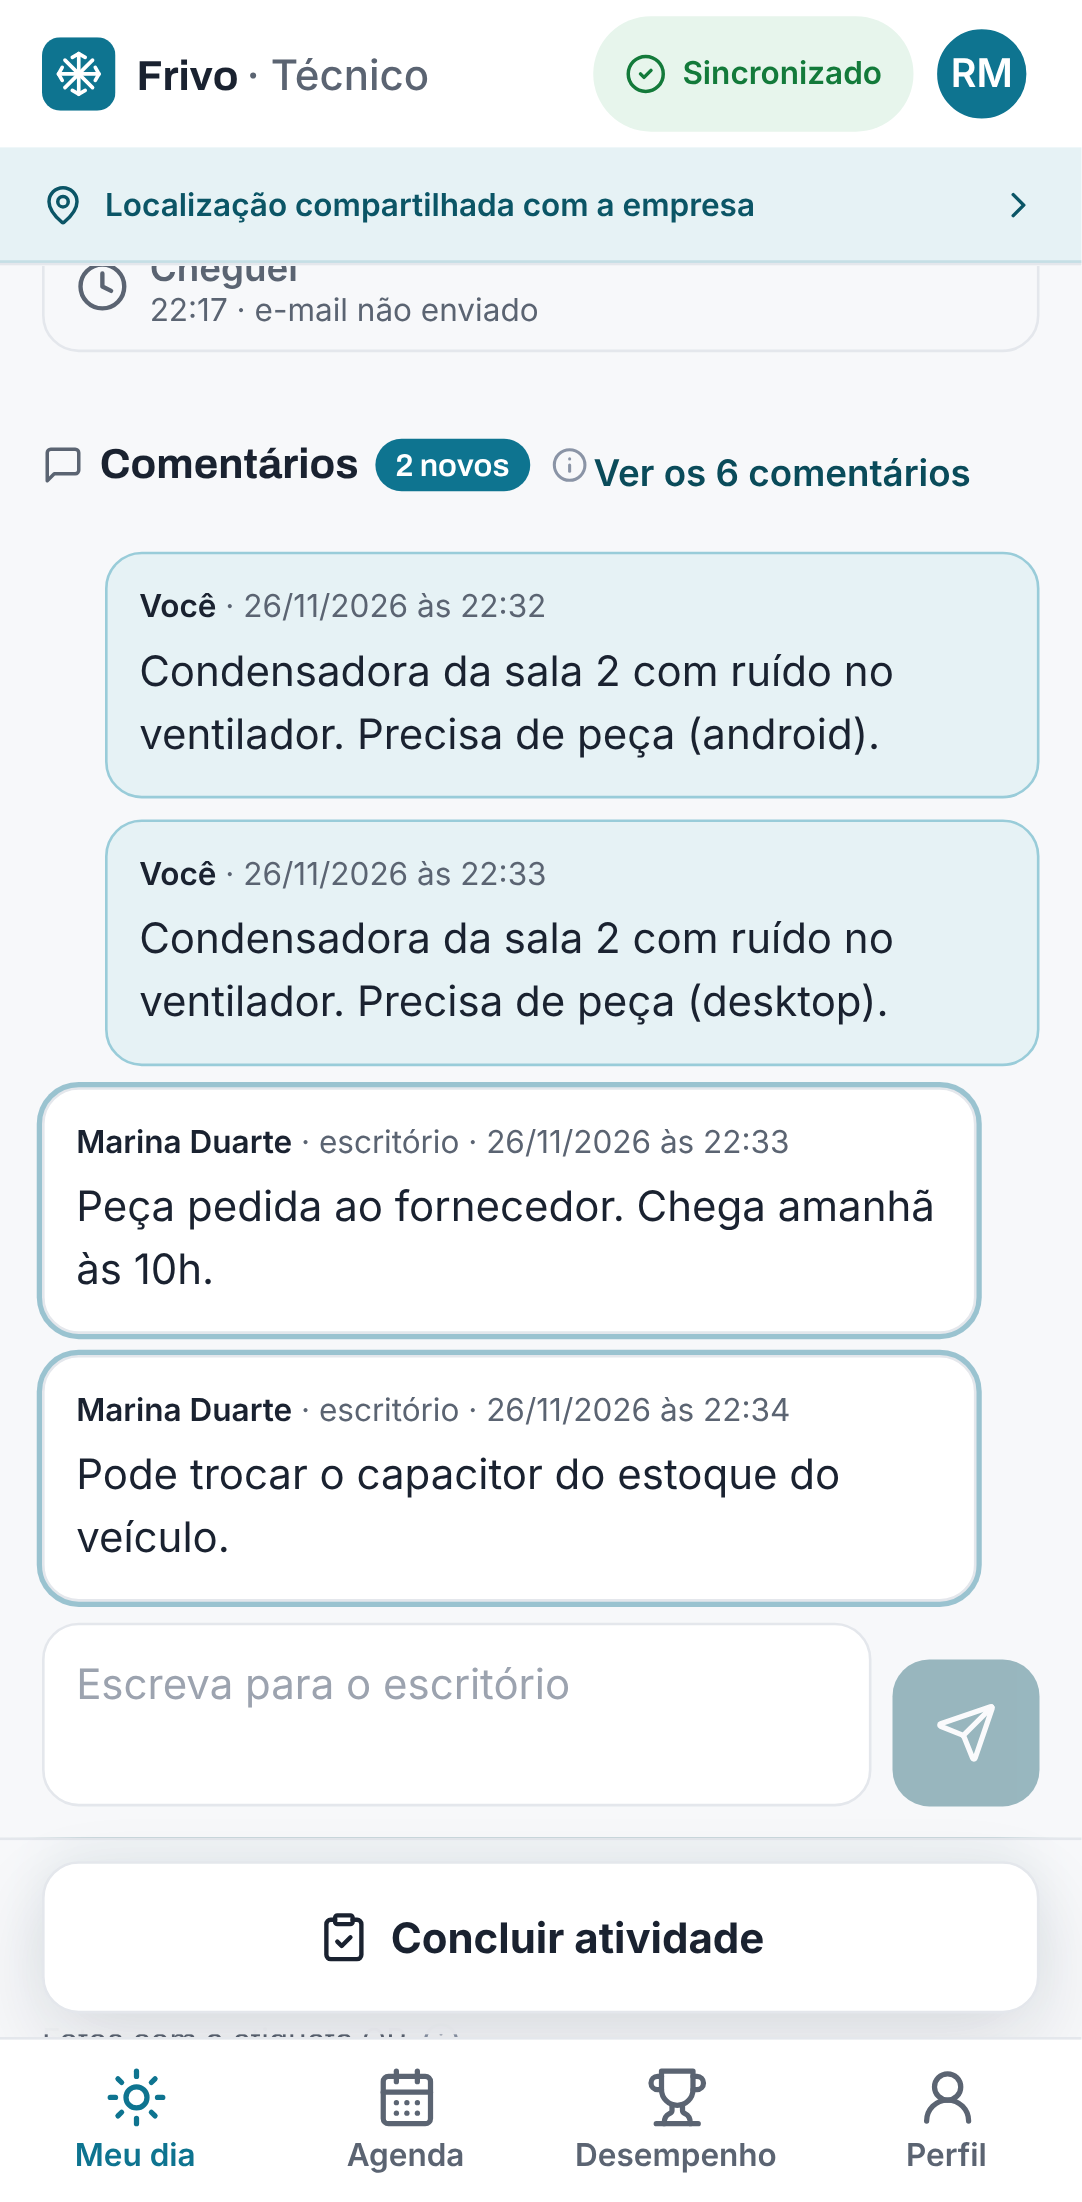 Frivo · Técnico
Sincronizado
RM
Localização compartilhada com a empresa
Cheguei
22:17 · e-mail não enviado
Comentários
2 novos
Ver os 6 comentários
Você · 26/11/2026 às 22:32
Condensadora da sala 2 com ruído no
ventilador. Precisa de peça (android).
Você · 26/11/2026 às 22:33
Condensadora da sala 2 com ruído no
ventilador. Precisa de peça (desktop).
Marina Duarte · escritório · 26/11/2026 às 22:33
Peça pedida ao fornecedor. Chega amanhã
às 10h.
Marina Duarte · escritório · 26/11/2026 às 22:34
Pode trocar o capacitor do estoque do
veículo.
Escreva para o escritório
Concluir atividade
Meu dia
Agenda
Desempenho
Perfil